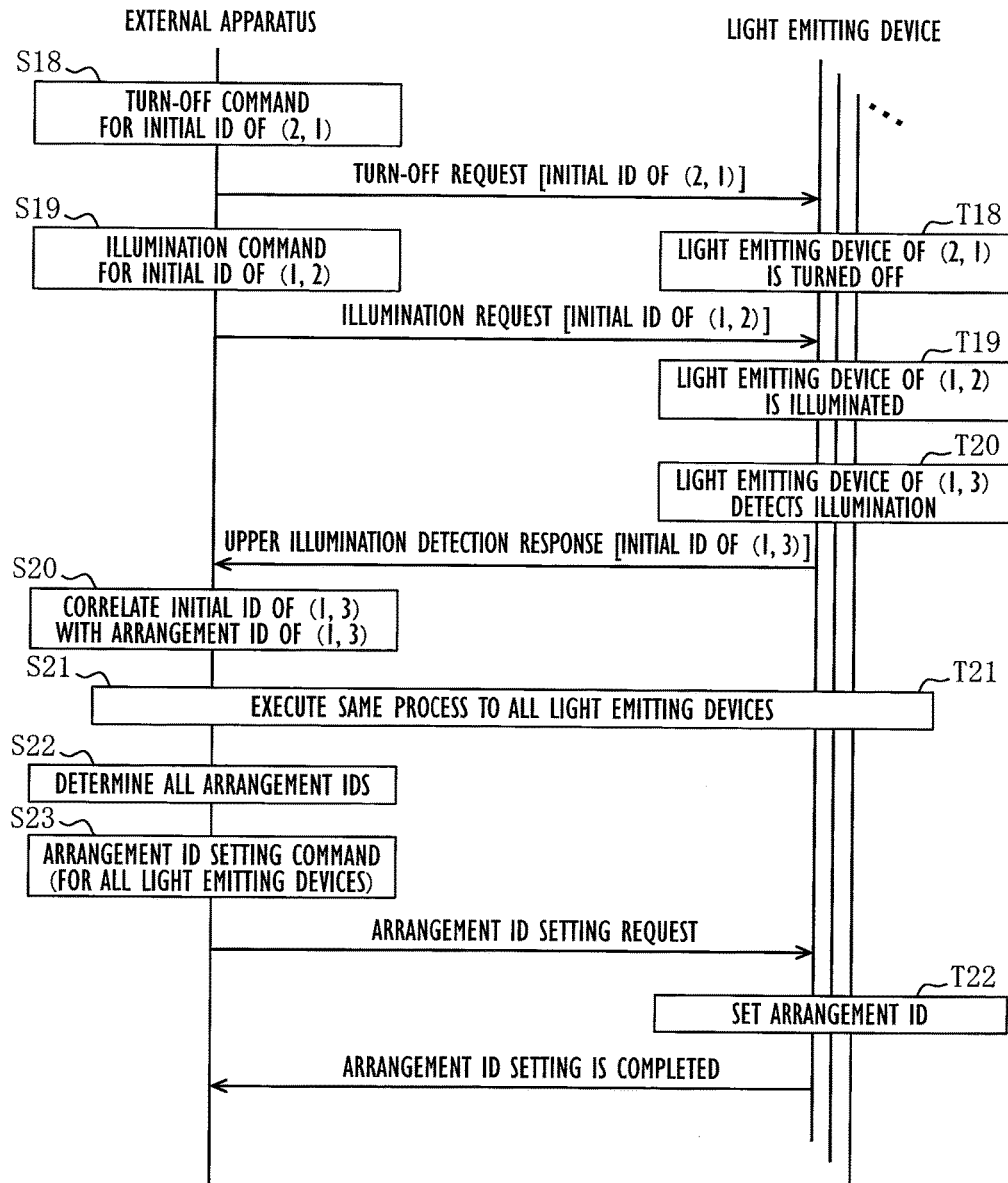 EXTERNAL APPARATUS
LIGHT EMITTING DEVICE
S18
TURN-OFF COMMAND
FOR INITIAL ID OF (2, 1)
TURN-OFF REQUEST [INITIAL ID OF (2, 1)]
S19
ILLUMINATION COMMAND
FOR INITIAL ID OF (1, 2)
T18
LIGHT EMITTING DEVICE OF (2, 1)
IS TURNED OFF
ILLUMINATION REQUEST [INITIAL ID OF (1, 2)]
T19
LIGHT EMITTING DEVICE OF (1, 2)
IS ILLUMINATED
T20
LIGHT EMITTING DEVICE OF (1, 3)
DETECTS ILLUMINATION
UPPER ILLUMINATION DETECTION RESPONSE [INITIAL ID OF (1, 3)]
S20
CORRELATE INITIAL ID OF (1, 3)
WITH ARRANGEMENT ID OF (1, 3)
S21
T21
EXECUTE SAME PROCESS TO ALL LIGHT EMITTING DEVICES
S22
DETERMINE ALL ARRANGEMENT IDS
S23
ARRANGEMENT ID SETTING COMMAND
(FOR ALL LIGHT EMITTING DEVICES)
ARRANGEMENT ID SETTING REQUEST
T22
SET ARRANGEMENT ID
ARRANGEMENT ID SETTING IS COMPLETED